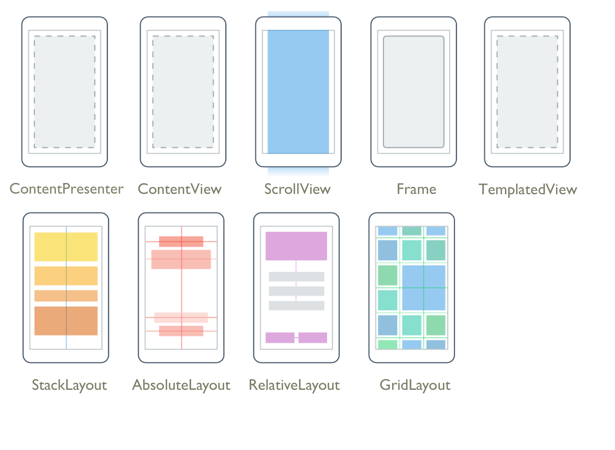 ContentPresenter
ContentView
ScrollView
Frame
TemplatedView
StackLayout
AbsoluteLayout
RelativeLayout
GridLayout